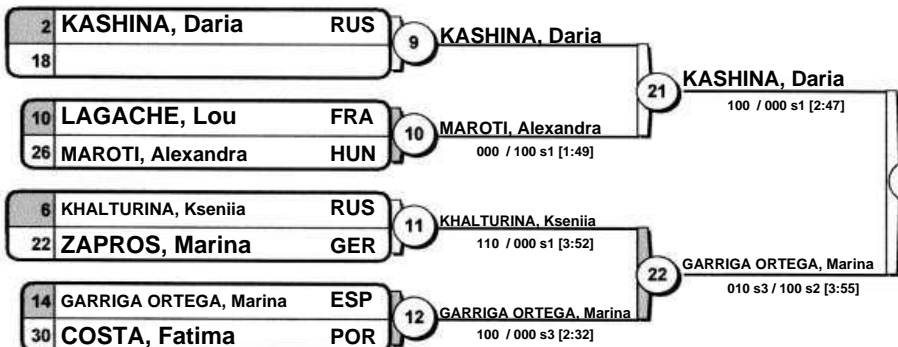 2 KASHINA, Daria RUS
18
9
KASHINA, Daria
10 LAGACHE, Lou FRA
26 MAROTI, Alexandra HUN
10
MAROTI, Alexandra
000 / 100 s1 [1:49]
21
KASHINA, Daria
100 / 000 s1 [2:47]
6 KHALTURINA, Kseniia RUS
22 ZAPROS, Marina GER
11
KHALTURINA, Kseniia
110 / 000 s1 [3:52]
14 GARRIGA ORTEGA, Marina ESP
30 COSTA, Fatima POR
12
GARRIGA ORTEGA, Marina
100 / 000 s3 [2:32]
22
GARRIGA ORTEGA, Marina
010 s3 / 100 s2 [3:55]